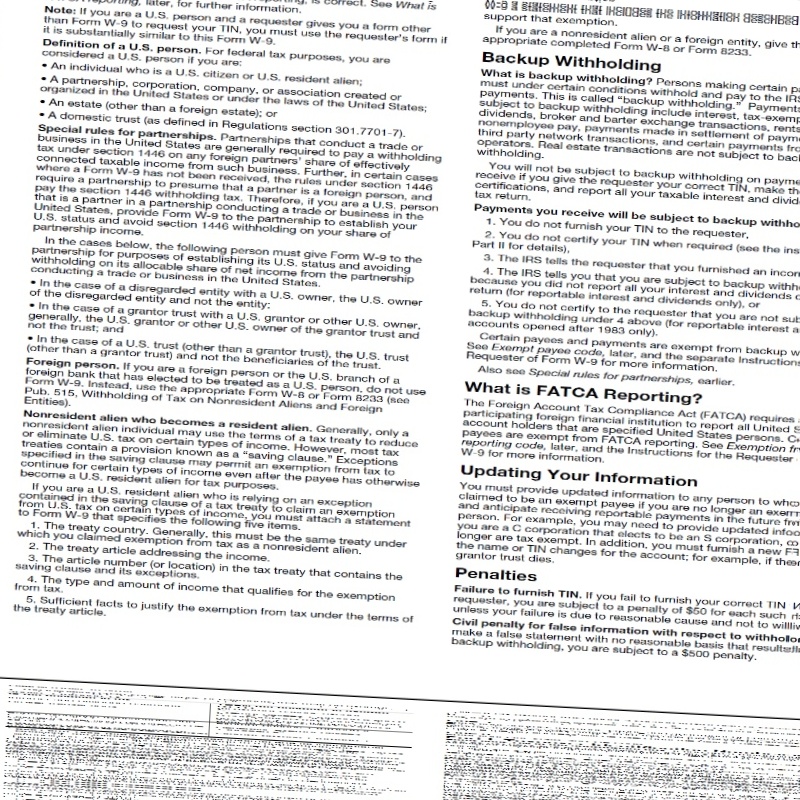 Reporting, later, for further information.
is correct. See What is
Note: If you are a U.S. person and a requester gives you a form other
than Form W-9 to request your TIN, you must use the requester's form if
it is substantially similar to this Form W-9.
Definition of a U.S. person. For federal tax purposes, you are
considered a U.S. person if you are:
• An individual who is a U.S. citizen or U.S. resident alien;
• A partnership, corporation, company, or association created or
organized in the United States or under the laws of the United States;
• An estate (other than a foreign estate); or
• A domestic trust (as defined in Regulations section 301.7701-7).
Special rules for partnerships. Partnerships that conduct a trade or
business in the United States are generally required to pay a withholding
tax under section 1446 on any foreign partners' share of effectively
connected taxable income from such business. Further, in certain cases
where a Form W-9 has not been received, the rules under section 1446
require a partnership to presume that a partner is a foreign person, and
pay the section 1446 withholding tax. Therefore, if you are a U.S. person
that is a partner in a partnership conducting a trade or business in the
United States, provide Form W-9 to the partnership to establish your
U.S. status and avoid section 1446 withholding on your share of
partnership income.
In the cases below, the following person must give Form W-9 to the
partnership for purposes of establishing its U.S. status and avoiding
withholding on its allocable share of net income from the partnership
conducting a trade or business in the United States.
• In the case of a disregarded entity with a U.S. owner, the U.S. owner
of the disregarded entity and not the entity;
• In the case of a grantor trust with a U.S. grantor or other U.S. owner,
generally, the U.S. grantor or other U.S. owner of the grantor trust and
not the trust; and
• In the case of a U.S. trust (other than a grantor trust), the U.S. trust
(other than a grantor trust) and not the beneficiaries of the trust.
Foreign person. If you are a foreign person or the U.S. branch of a
foreign bank that has elected to be treated as a U.S. person, do not use
Form W-9. Instead, use the appropriate Form W-8 or Form 8233 (see
Pub. 515, Withholding of Tax on Nonresident Aliens and Foreign
Entities).
Nonresident alien who becomes a resident alien. Generally, only a
nonresident alien individual may use the terms of a tax treaty to reduce
or eliminate U.S. tax on certain types of income. However, most tax
treaties contain a provision known as a "saving clause." Exceptions
specified in the saving clause may permit an exemption from tax to
continue for certain types of income even after the payee has otherwise
become a U.S. resident alien for tax purposes.
If you are a U.S. resident alien who is relying on an exception
contained in the saving clause of a tax treaty to claim an exemption
from U.S. tax on certain types of income, you must attach a statement
to Form W-9 that specifies the following five items.
1. The treaty country. Generally, this must be the same treaty under
which you claimed exemption from tax as a nonresident alien.
2. The treaty article addressing the income.
3. The article number (or location) in the tax treaty that contains the
saving clause and its exceptions.
4. The type and amount of income that qualifies for the exemption
from tax.
5. Sufficient facts to justify the exemption from tax under the terms of
the treaty article.
support that exemption.
If you are a nonresident alien or a foreign entity, give th
appropriate completed Form W-8 or Form 8233.
Backup Withholding
What is backup withholding? Persons making certain pa
must under certain conditions withhold and pay to the IRS
payments. This is called "backup withholding." Payments
subject to backup withholding include interest, tax-exemp
dividends, broker and barter exchange transactions, rents
nonemployee pay, payments made in settlement of payme
third party network transactions, and certain payments fro
operators. Real estate transactions are not subject to back
withholding.
You will not be subject to backup withholding on payme
receive if you give the requester your correct TIN, make th
certifications, and report all your taxable interest and divide
tax return.
Payments you receive will be subject to backup withho
1. You do not furnish your TIN to the requester,
2. You do not certify your TIN when required (see the ins
Part II for details),
3. The IRS tells the requester that you furnished an incor
4. The IRS tells you that you are subject to backup withh
because you did not report all your interest and dividends o
return (for reportable interest and dividends only), or
5. You do not certify to the requester that you are not sub
backup withholding under 4 above (for reportable interest a
accounts opened after 1983 only).
Certain payees and payments are exempt from backup w
See Exempt payee code, later, and the separate Instructions
Requester of Form W-9 for more information.
Also see Special rules for partnerships, earlier.
What is FATCA Reporting?
The Foreign Account Tax Compliance Act (FATCA) requires a
participating foreign financial institution to report all United S
account holders that are specified United States persons. Ce
payees are exempt from FATCA reporting. See Exemption fr
reporting code, later, and the Instructions for the Requester
W-9 for more information.
Updating Your Information
You must provide updated information to any person to who
claimed to be an exempt payee if you are no longer an exem
and anticipate receiving reportable payments in the future fr
person. For example, you may need to provide updated info
you are a C corporation that elects to be an S corporation, o
longer are tax exempt. In addition, you must furnish a new F
the name or TIN changes for the account; for example, if the
grantor trust dies.
Penalties
Failure to furnish TIN. If you fail to furnish your correct TIN
requester, you are subject to a penalty of $50 for each such
unless your failure is due to reasonable cause and not to
Civil penalty for false information with respect to
make a false statement with no reasonable basis that
backup withholding, you are subject to a $500 penalty.